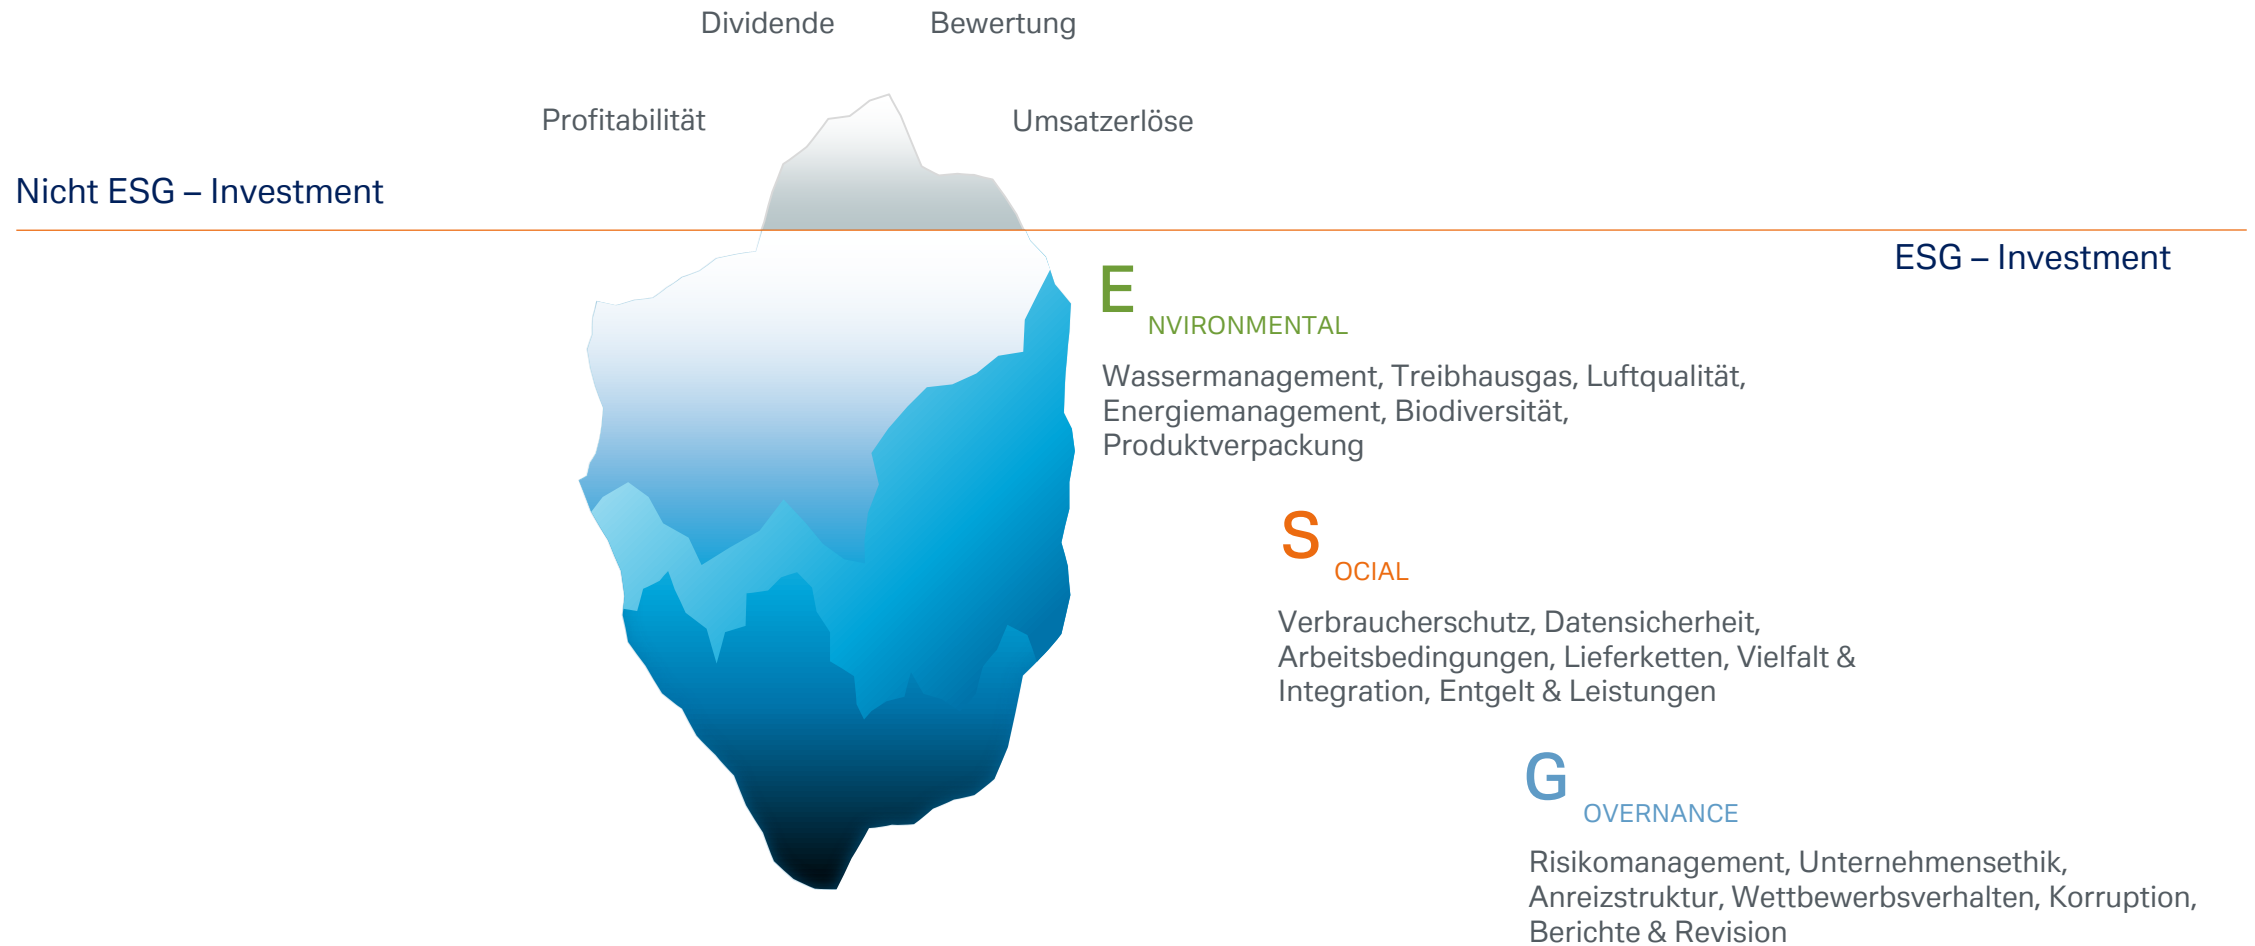 Dividende
Bewertung
Profitabilität
Umsatzerlöse
Nicht ESG – Investment
ESG – Investment
E
NVIRONMENTAL
Wassermanagement, Treibhausgas, Luftqualität,
Energiemanagement, Biodiversität,
Produktverpackung
S
OCIAL
Verbraucherschutz, Datensicherheit,
Arbeitsbedingungen, Lieferketten, Vielfalt &
Integration, Entgelt & Leistungen
G
OVERNANCE
Risikomanagement, Unternehmensethik,
Anreizstruktur, Wettbewerbsverhalten, Korruption,
Berichte & Revision